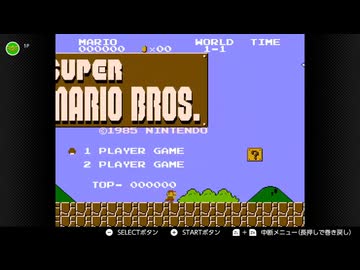 1P
MARIO WORLD TIME
000000 ×00 1-1
SUPER
MARIO BROS.
©1985 NINTENDO
1 PLAYER GAME
2 PLAYER GAME
TOP- 000000
?
SELECTボタン STARTボタン + 中断メニュー(長押しで巻き戻し)